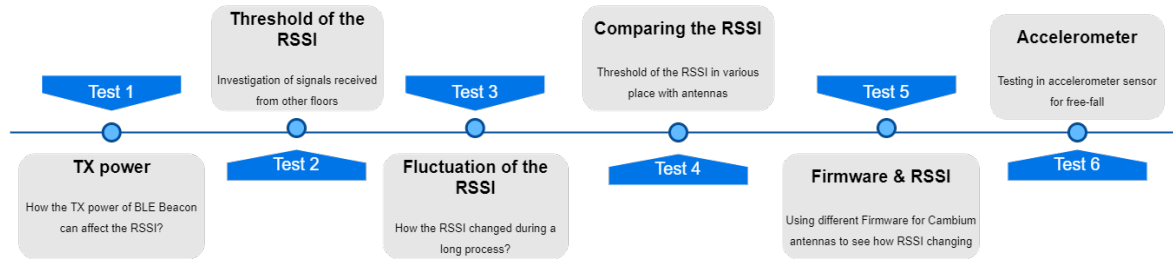 Test 1
TX power
How the TX power of BLE Beacon
can affect the RSSI?
Threshold of the
RSSI
Investigation of signals received
from other floors
Test 2
Test 3
Fluctuation of the
RSSI
How the RSSI changed during a
long process?
Comparing the RSSI
Threshold of the RSSI in various
place with antennas
Test 4
Test 5
Firmware & RSSI
Using different Firmware for Cambium
antennas to see how RSSI changing
Accelerometer
Testing in accelerometer sensor
for free-fall
Test 6